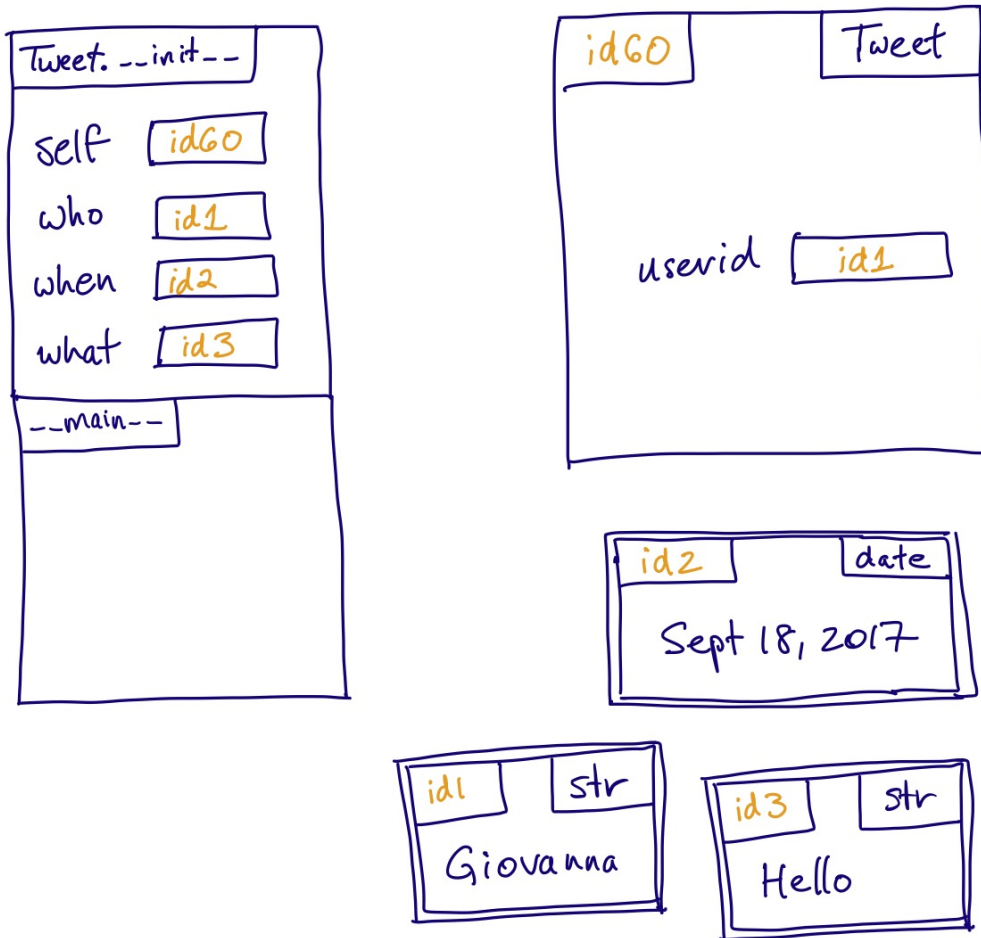 Tweet.__init__
self id60
who id1
when id2
what id3
__main__
id60 Tweet
userid id1
id2 date
Sept 18, 2017
id1 str
Giovanna
id3 str
Hello